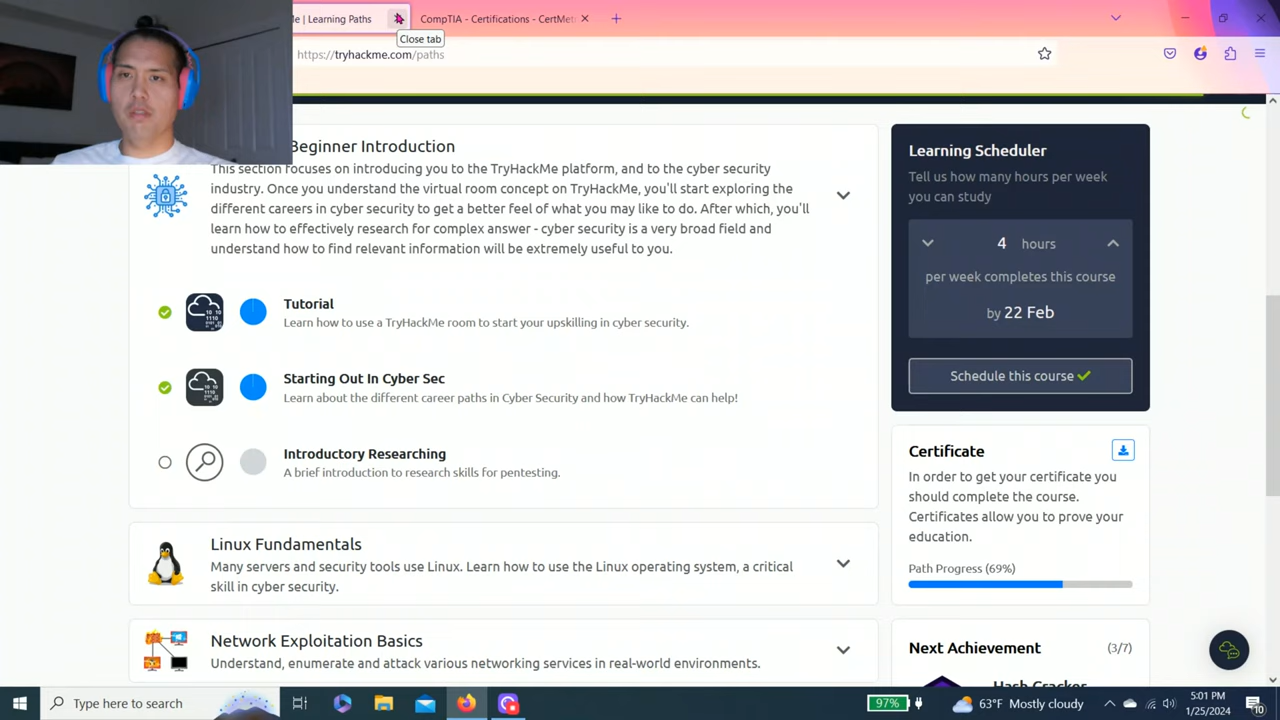 Me | Learning Paths
CompTIA - Certifications - CertMet
Close tab
https://tryhackme.com/paths
Beginner Introduction
This section focuses on introducing you to the TryHackMe platform, and to the cyber security
industry. Once you understand the virtual room concept on TryHackMe, you'll start exploring the
different careers in cyber security to get a better feel of what you may like to do. After which, you'll
learn how to effectively research for complex answer - cyber security is a very broad field and
understand how to find relevant information will be extremely useful to you.
Tutorial
Learn how to use a TryHackMe room to start your upskilling in cyber security.
Starting Out In Cyber Sec
Learn about the different career paths in Cyber Security and how TryHackMe can help!
Introductory Researching
A brief introduction to research skills for pentesting.
Linux Fundamentals
Many servers and security tools use Linux. Learn how to use the Linux operating system, a critical
skill in cyber security.
Network Exploitation Basics
Understand, enumerate and attack various networking services in real-world environments.
Learning Scheduler
Tell us how many hours per week
you can study
4 hours
per week completes this course
by 22 Feb
Schedule this course
Certificate
In order to get your certificate you
should complete the course.
Certificates allow you to prove your
education.
Path Progress (69%)
Next Achievement (3/7)
Hash Cracker
Type here to search
97%
63°F Mostly cloudy
5:01 PM
1/25/2024
10